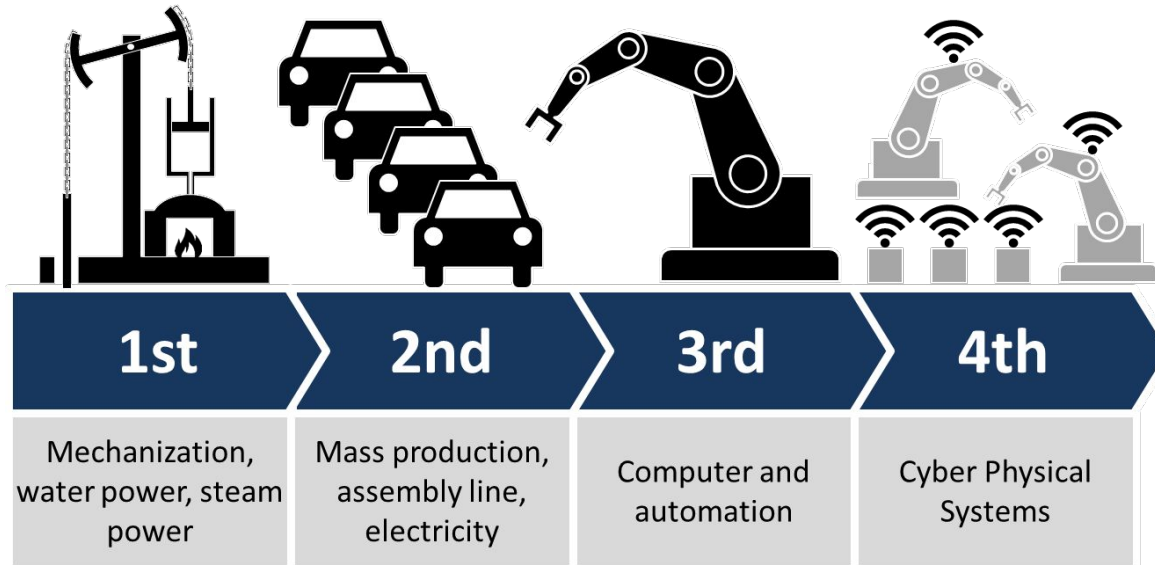 1st
2nd
3rd
4th
Mechanization,
water power, steam
power
Mass production,
assembly line,
electricity
Computer and
automation
Cyber Physical
Systems